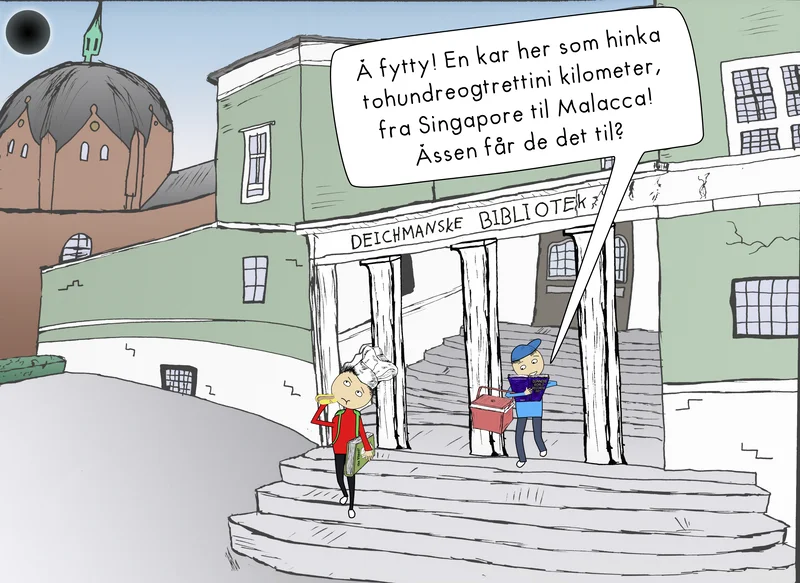 Å fytty! En kar her som hinka
tohundreogtrettini kilometer,
fra Singapore til Malacca!
Åssen får de det til?
DEICHMANSKE BIBLIOTEK